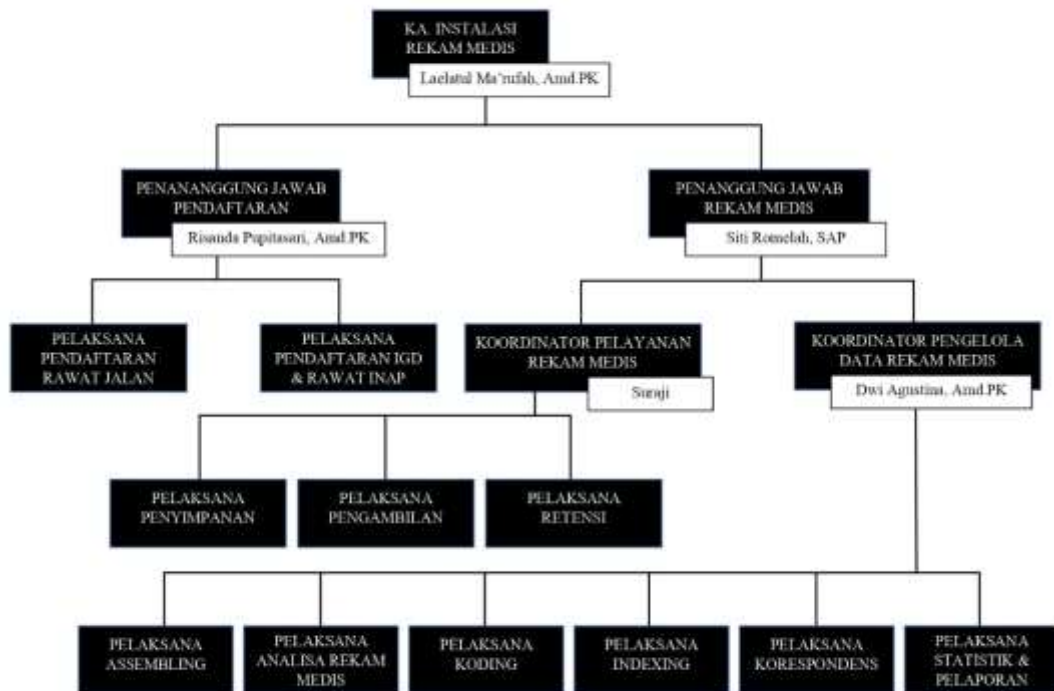 KA. INSTALASI
REKAM MEDIS
Laelatul Ma'rufah, Amd.PK
PENANANGGUNG JAWAB
PENDAFTARAN
Risanda Pupitasari, Amd.PK
PENANGGUNG JAWAB
REKAM MEDIS
Siti Romelah, SAP
PELAKSANA
PENDAFTARAN
RAWAT JALAN
PELAKSANA
PENDAFTARAN IGD
& RAWAT INAP
KOORDINATOR PELAYANAN
REKAM MEDIS
Suraji
KOORDINATOR PENGELOLA
DATA REKAM MEDIS
Dwi Agustina, Amd.PK
PELAKSANA
PENYIMPANAN
PELAKSANA
PENGAMBILAN
PELAKSANA
RETENSI
PELAKSANA
ASSEMBLING
PELAKSANA
ANALISA REKAM
MEDIS
PELAKSANA
KODING
PELAKSANA
INDEXING
PELAKSANA
KORESPONDENS
PELAKSANA
STATISTIK &
PELAPORAN